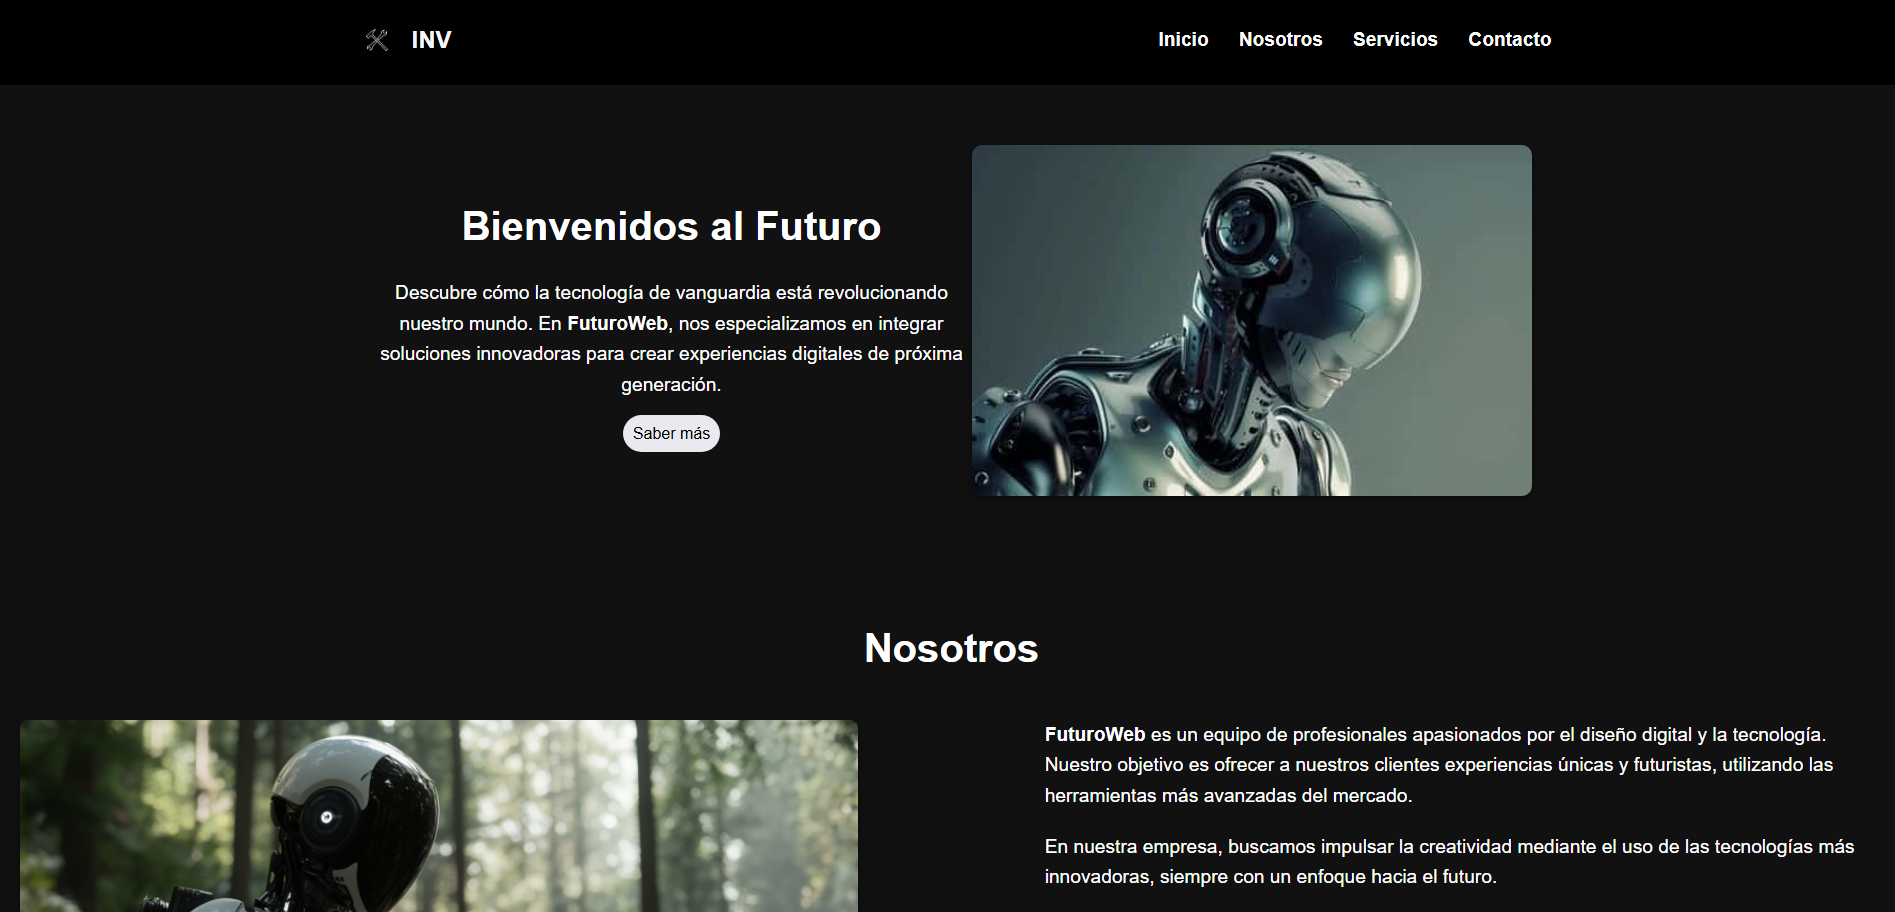 INV
Inicio Nosotros Servicios Contacto
Bienvenidos al Futuro
Descubre cómo la tecnología de vanguardia está revolucionando
nuestro mundo. En FuturoWeb, nos especializamos en integrar
soluciones innovadoras para crear experiencias digitales de próxima
generación.
Saber más
Nosotros
FuturoWeb es un equipo de profesionales apasionados por el diseño digital y la tecnología.
Nuestro objetivo es ofrecer a nuestros clientes experiencias únicas y futuristas, utilizando las
herramientas más avanzadas del mercado.
En nuestra empresa, buscamos impulsar la creatividad mediante el uso de las tecnologías más
innovadoras, siempre con un enfoque hacia el futuro.